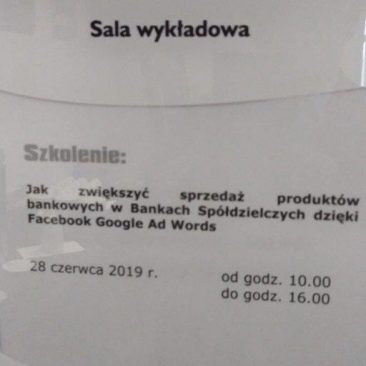 Sala wykładowa
Szkolenie:
Jak zwiększyć sprzedaż produktów
bankowych w Bankach Spółdzielczych dzięki
Facebook Google Ad Words
28 czerwca 2019 r.
od godz. 10.00
do godz. 16.00